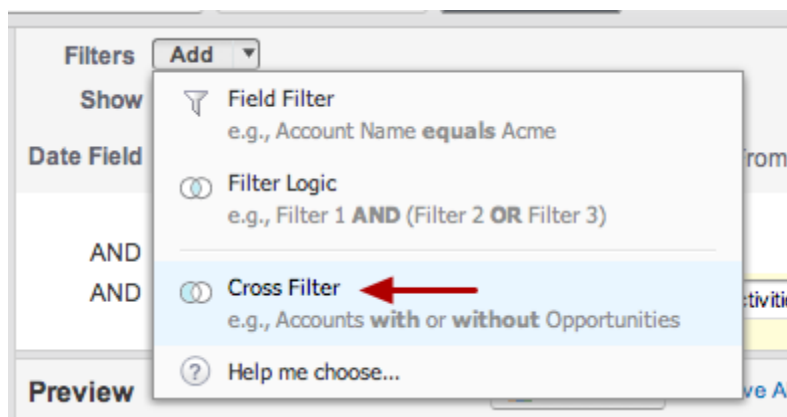 Filters Add
Show
Date Field
Field Filter
e.g., Account Name equals Acme
Filter Logic
e.g., Filter 1 AND (Filter 2 OR Filter 3)
AND
AND
Cross Filter
e.g., Accounts with or without Opportunities
? Help me choose...
Preview